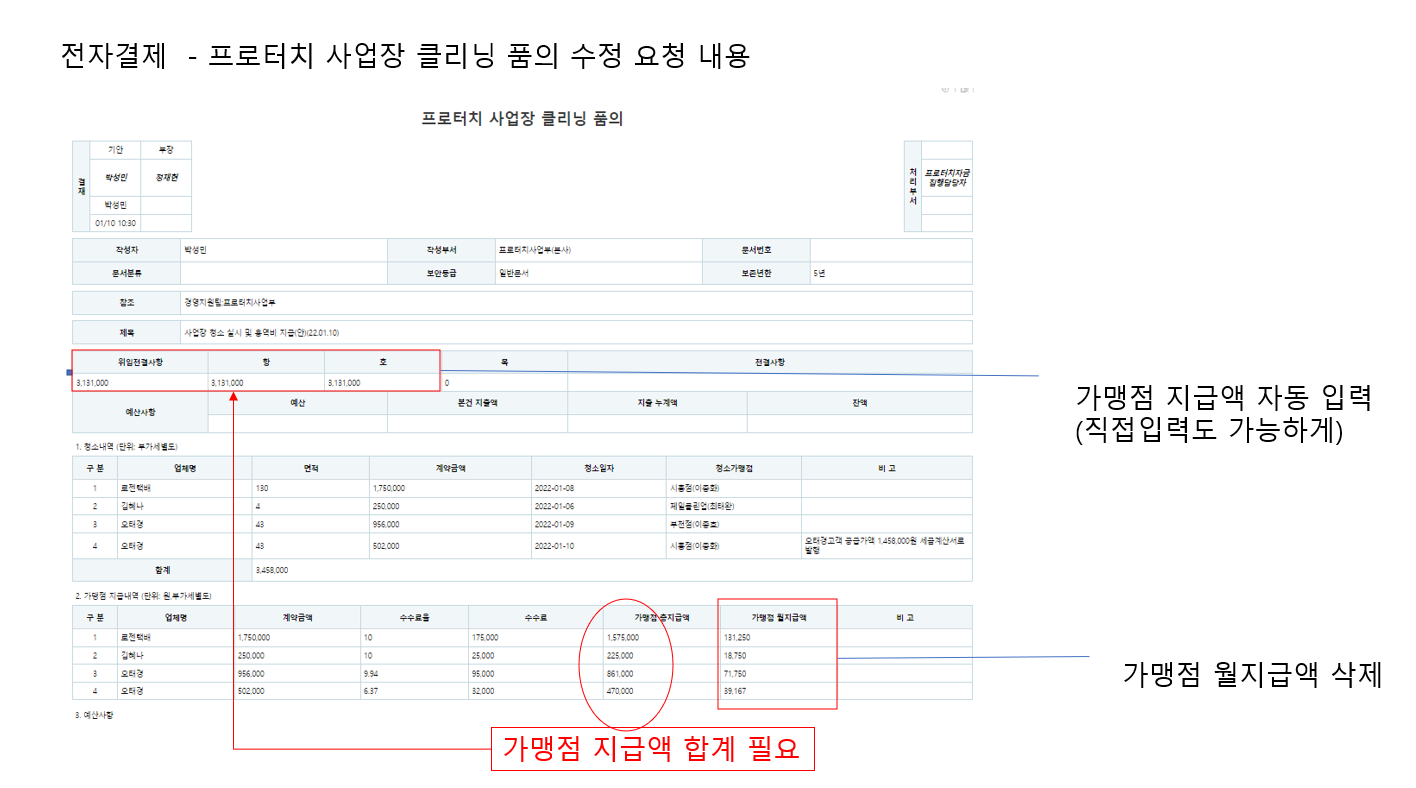 전자결제 - 프로터치 사업장 클리닝 품의 수정 요청 내용
프로터치 사업장 클리닝 품의
결재 기안 부장
박성민 정재현
박성민
01/10 10:30
처리부서 프로터치자금
집행담당자
작성자 박성민 작성부서 프로터치사업부(본사) 문서번호
문서분류 보안등급 일반문서 보존년한 5년
참조 경영지원팀;프로터치사업부
제목 사업장 청소 실시 및 용역비 지급(안)(22.01.10)
위임전결사항 항 호 목 전결사항
3,131,000 3,131,000 3,131,000 0
예산사항 예산 본건 지출액 지출 누계액 잔액
가맹점 지급액 자동 입력
(직접입력도 가능하게)
1. 청소내역 (단위: 부가세별도)
구 분 업체명 면적 계약금액 청소일자 청소가맹점 비 고
1 로젠택배 130 1,750,000 2022-01-08 시흥점(이종화)
2 김혜나 4 250,000 2022-01-06 제일클린업(최태완)
3 오태경 43 956,000 2022-01-09 부전점(이종호)
4 오태경 43 502,000 2022-01-10 시흥점(이종화) 오태경고객 공급가액 1,458,000원 세금계산서로
발행
합계 3,458,000
2. 가맹점 지급내역 (단위: 원,부가세별도)
구 분 업체명 계약금액 수수료율 수수료 가맹점 총지급액 가맹점 월지급액 비 고
1 로젠택배 1,750,000 10 175,000 1,575,000 131,250
2 김혜나 250,000 10 25,000 225,000 18,750
3 오태경 956,000 9.94 95,000 861,000 71,750
4 오태경 502,000 6.37 32,000 470,000 39,167
가맹점 월지급액 삭제
3. 예산사항
가맹점 지급액 합계 필요